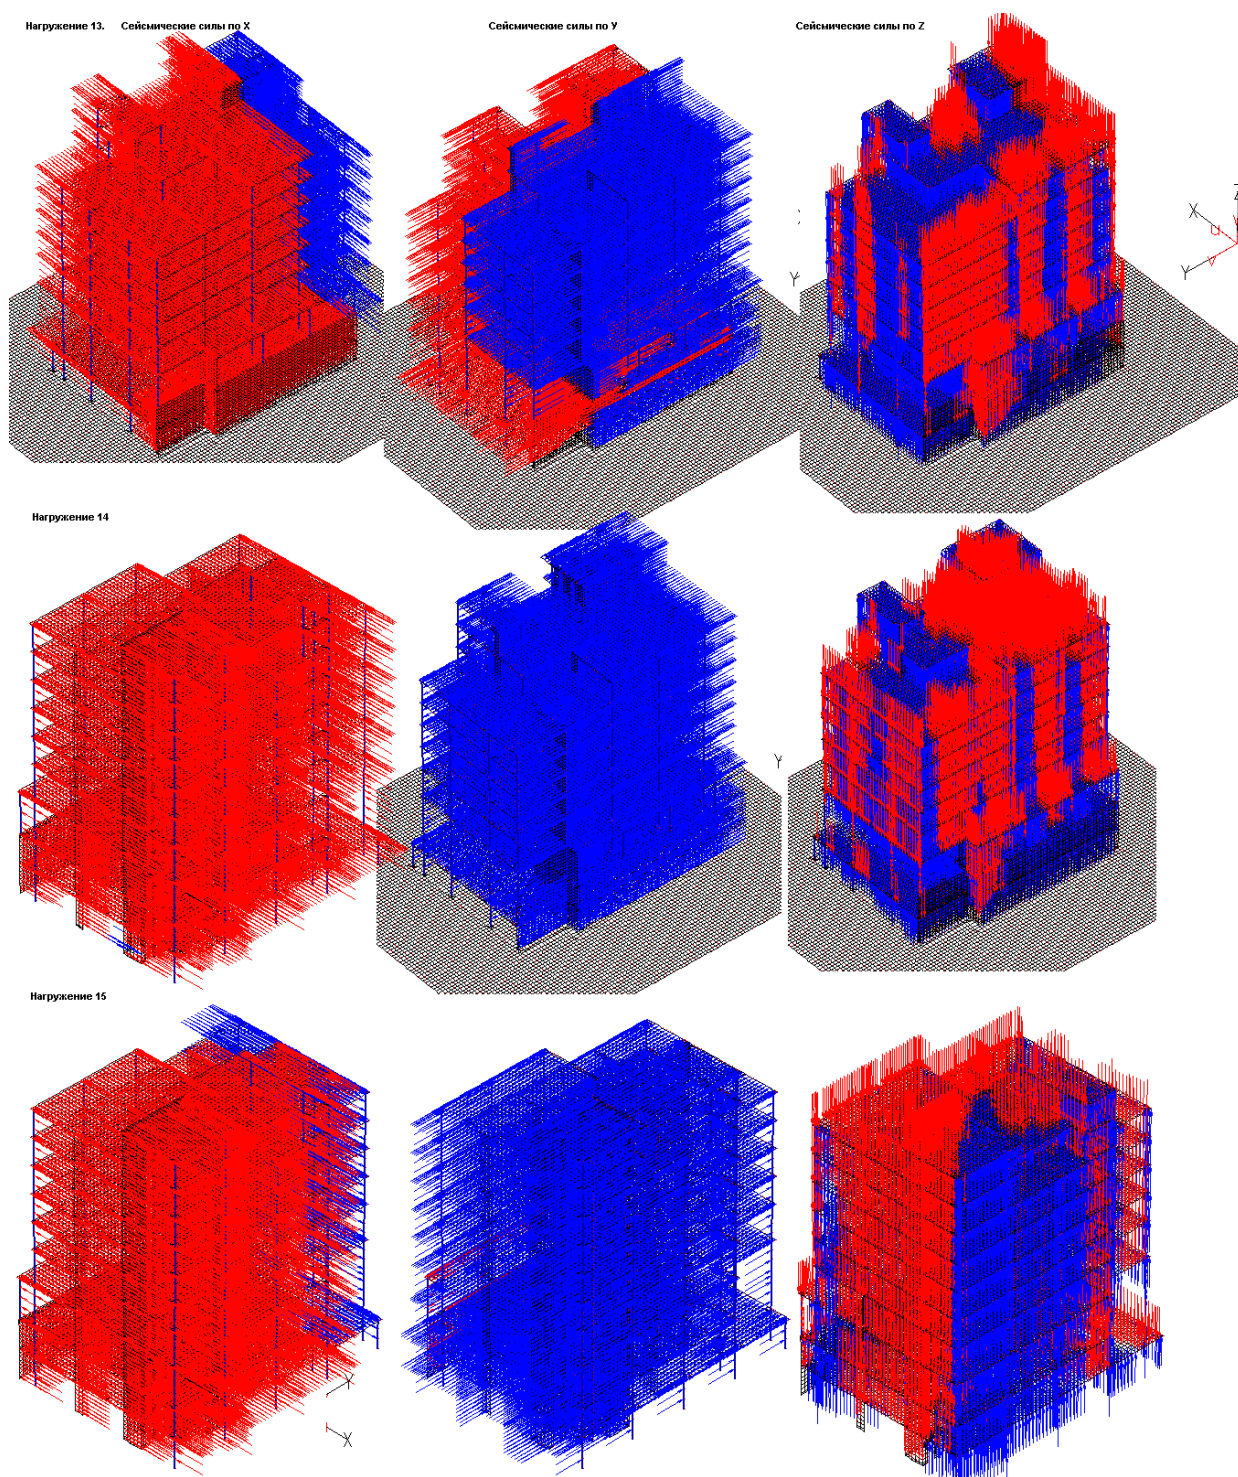 Нагружение 13. Сейсмические силы по X
Сейсмические силы по У
Сейсмические силы по Z
Z
X
U
V
Y
Y
Нагружение 14
Y
Нагружение 15
Y
X